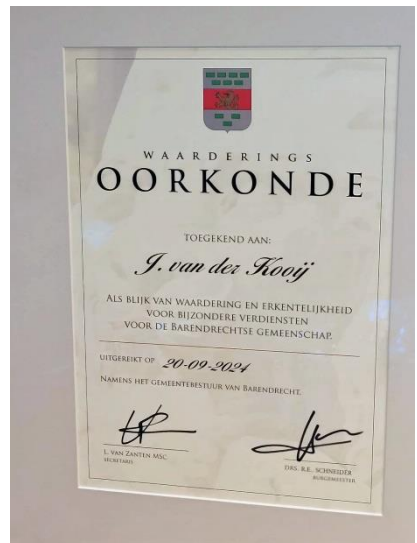 WAARDERINGS
OORKONDE
TOEGEKEND AAN:
J. van der Kooij
ALS BLIJK VAN WAARDERING EN ERKENTELIJKHEID
VOOR BIJZONDERE VERDIENSTEN
VOOR DE BARENDRECHTSE GEMEENSCHAP.
UITGEREIKT OP 20-09-2024
NAMENS HET GEMEENTEBESTUUR VAN BARENDRECHT,
L. VAN ZANTEN MSC
SECRETARIS
DRS. R.E. SCHNEIDER
BURGEMEESTER